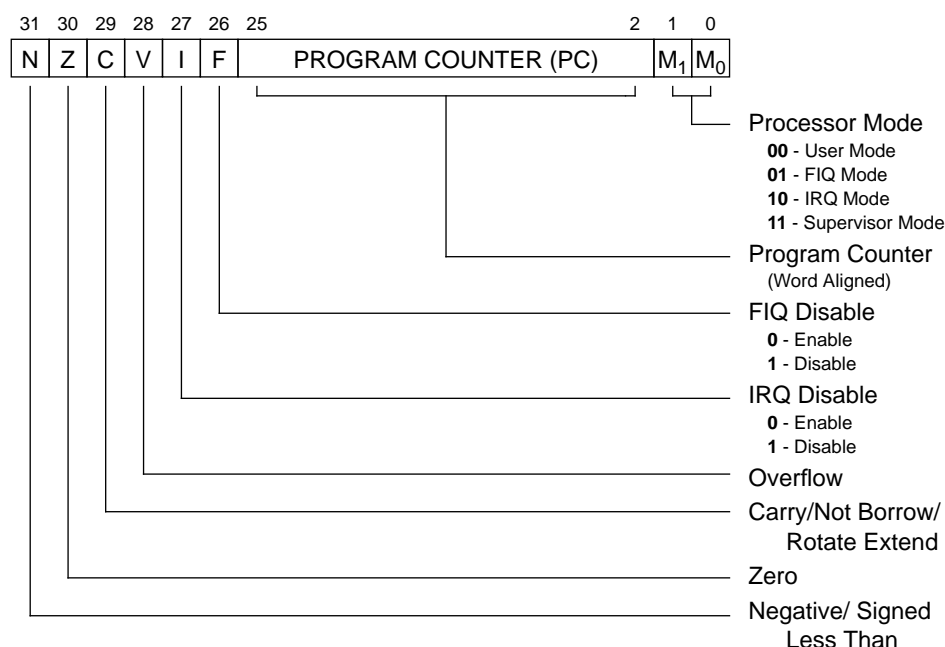 31 30 29 28 27 26 25 2 1 0
N Z C V I F PROGRAM COUNTER (PC) M1 M0
Processor Mode
00 - User Mode
01 - FIQ Mode
10 - IRQ Mode
11 - Supervisor Mode
Program Counter
(Word Aligned)
FIQ Disable
0 - Enable
1 - Disable
IRQ Disable
0 - Enable
1 - Disable
Overflow
Carry/Not Borrow/
Rotate Extend
Zero
Negative/ Signed
Less Than